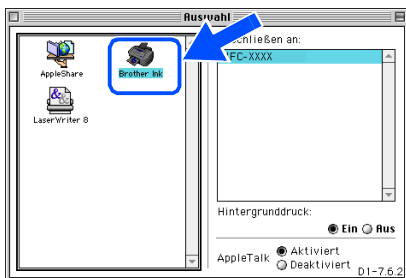 Auswahl
AppleShare
Brother Ink
LaserWriter 8
schließen an:
FC-XXXX
Hintergrunddruck:
Ein Aus
AppleTalk
Aktiviert
Deaktiviert
D1-7.6.2